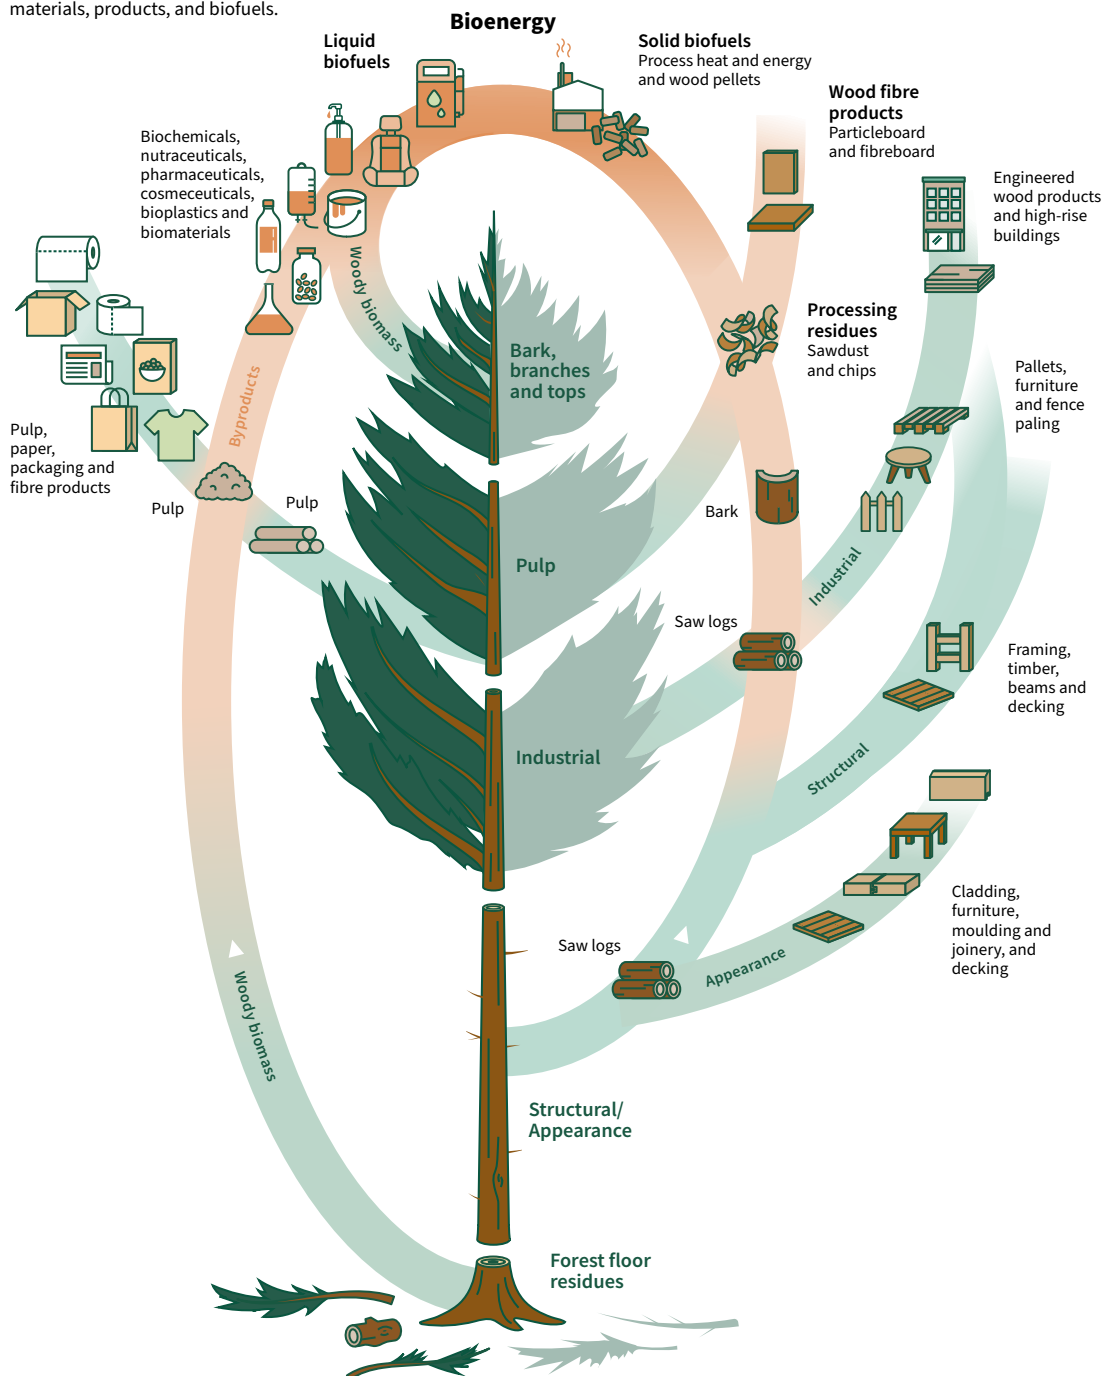 materials, products, and biofuels.
Bioenergy
Liquid
biofuels
Solid biofuels
Process heat and energy
and wood pellets
Wood fibre
products
Particleboard
and fibreboard
Biochemicals,
nutraceuticals,
pharmaceuticals,
cosmeceuticals,
bioplastics and
biomaterials
Engineered
wood products
and high-rise
buildings
Woody biomass
Processing
residues
Sawdust
and chips
Bark,
branches
and tops
Pallets,
furniture
and fence
paling
Byproducts
Pulp,
paper,
packaging and
fibre products
Pulp
Pulp
Bark
Pulp
Industrial
Saw logs
Framing,
timber,
beams and
decking
Industrial
Structural
Cladding,
furniture,
moulding and
joinery, and
decking
Saw logs
Appearance
Woody biomass
Structural/
Appearance
Forest floor
residues